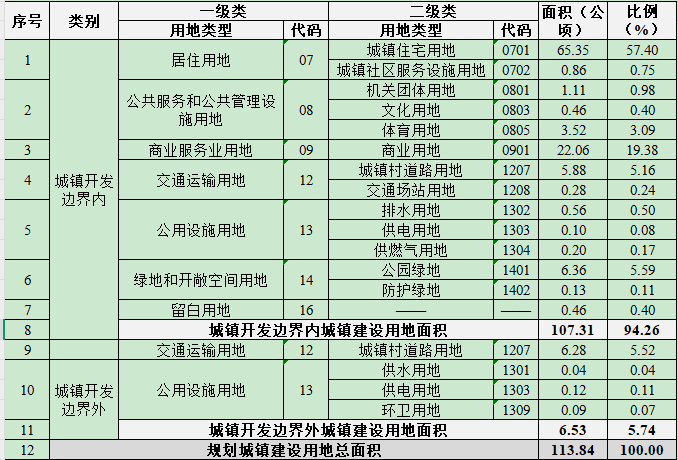 序号 类别 一级类 二级类 面积（公顷） 比例（%）
用地类型 代码 用地类型 代码
1 城镇开发边界内 居住用地 07 城镇住宅用地 0701 65.35 57.40
城镇社区服务设施用地 0702 0.86 0.75
2 公共服务和公共管理设施用地 08 机关团体用地 0801 1.11 0.98
文化用地 0803 0.46 0.40
体育用地 0805 3.52 3.09
3 商业服务业用地 09 商业用地 0901 22.06 19.38
4 交通运输用地 12 城镇村道路用地 1207 5.88 5.16
交通场站用地 1208 0.28 0.24
5 公用设施用地 13 排水用地 1302 0.56 0.50
供电用地 1303 0.10 0.08
供燃气用地 1304 0.20 0.17
6 绿地和开敞空间用地 14 公园绿地 1401 6.36 5.59
防护绿地 1402 0.13 0.11
7 留白用地 16 —— —— 0.46 0.40
8 城镇开发边界内城镇建设用地面积 107.31 94.26
9 城镇开发边界外 交通运输用地 12 城镇村道路用地 1207 6.28 5.52
10 公用设施用地 13 供水用地 1301 0.04 0.04
供电用地 1303 0.12 0.11
环卫用地 1309 0.09 0.07
11 城镇开发边界外城镇建设用地面积 6.53 5.74
12 规划城镇建设用地总面积 113.84 100.00